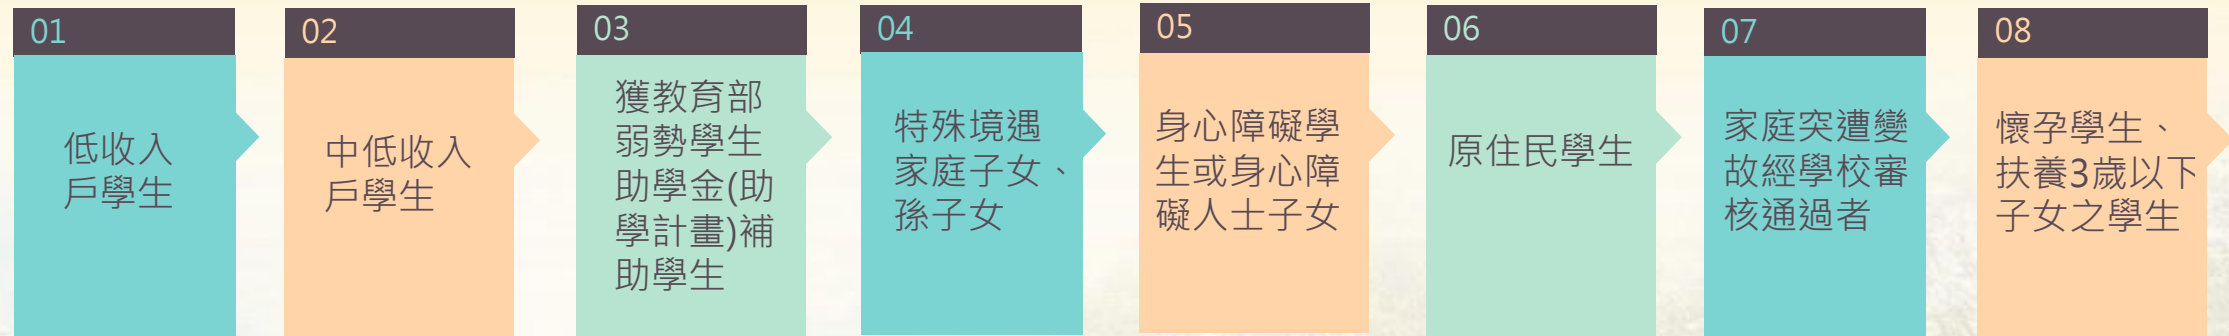 01
低收入
戶學生
02
中低收入
戶學生
03
獲教育部
弱勢學生
助學金(助
學計畫)補
助學生
04
特殊境遇
家庭子女、
孫子女
05
身心障礙學
生或身心障
礙人士子女
06
原住民學生
07
家庭突遭變
故經學校審
核通過者
08
懷孕學生、
扶養3歲以下
子女之學生